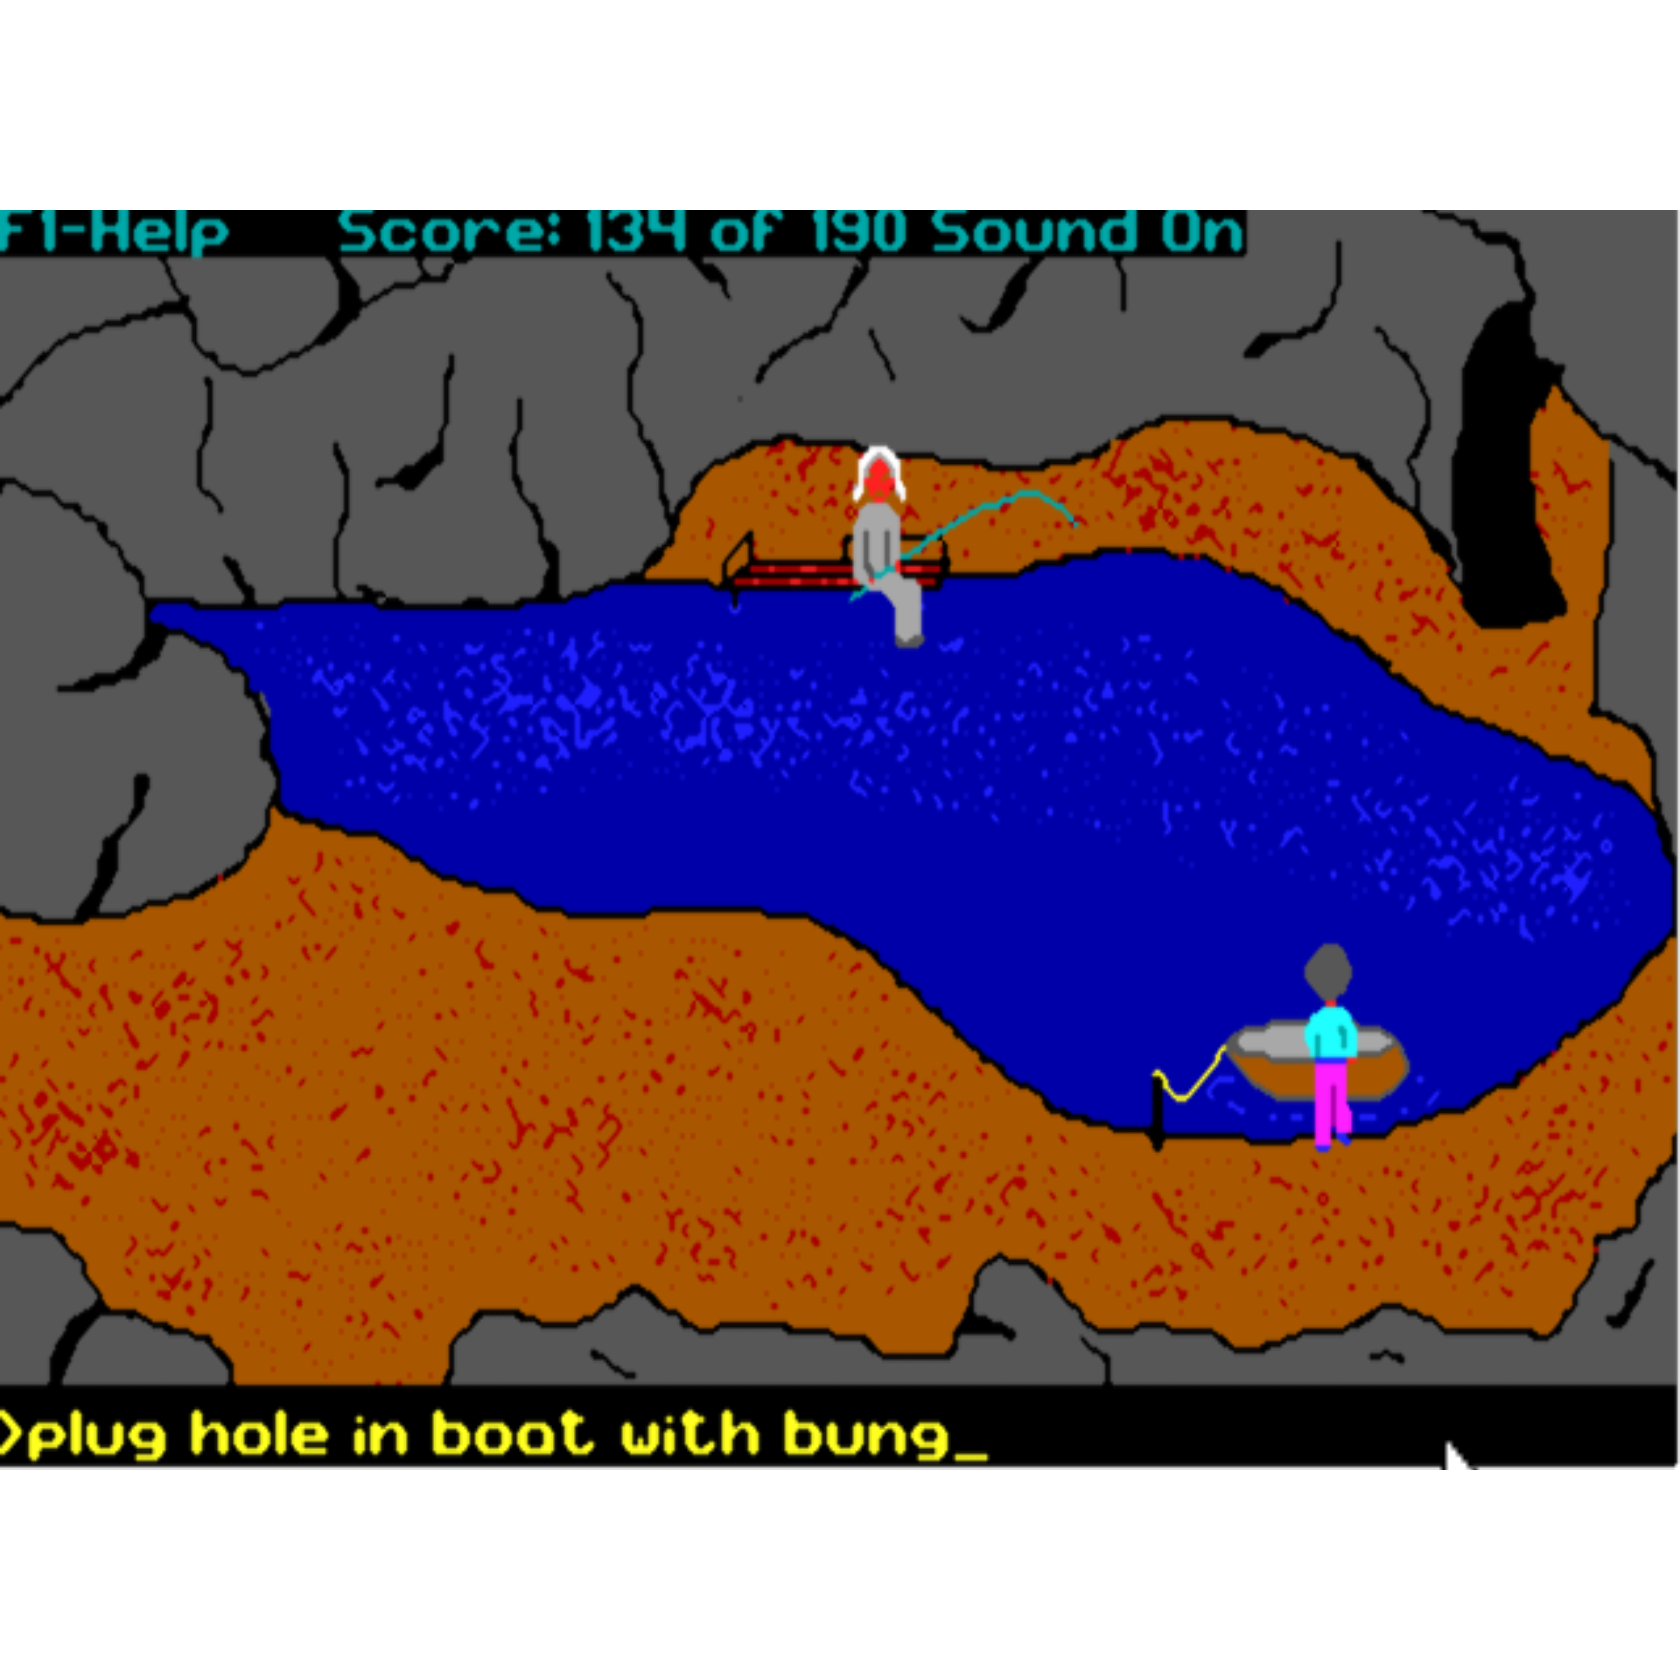 F1-Help Score: 134 of 190 Sound On
>plug hole in boat with bung_